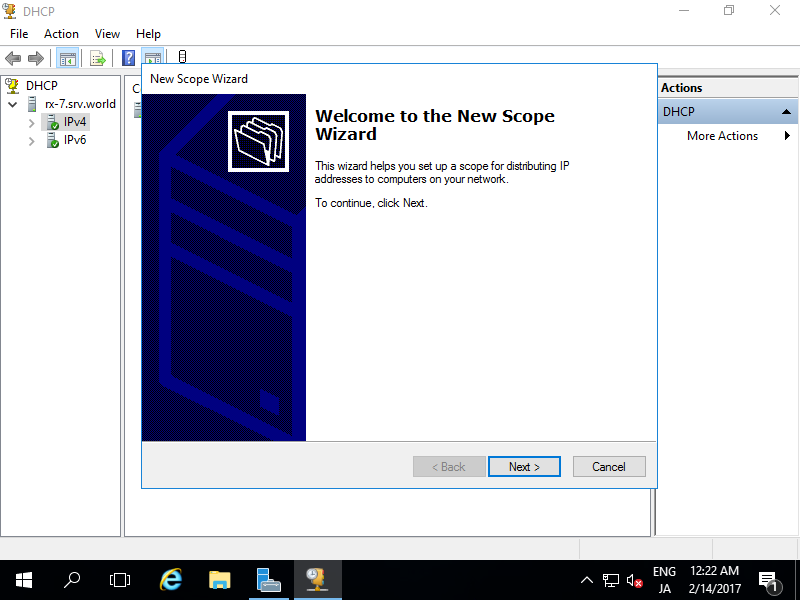 DHCP
File Action View Help
New Scope Wizard
DHCP
rx-7.srv.world
IPv4
IPv6
C
Welcome to the New Scope
Wizard
This wizard helps you set up a scope for distributing IP
addresses to computers on your network.
To continue, click Next.
< Back
Next >
Cancel
Actions
DHCP
More Actions
ENG
JA
12:22 AM
2/14/2017
1